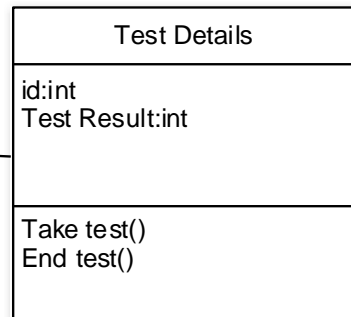 Test Details
id:int
Test Result:int
Take test()
End test()